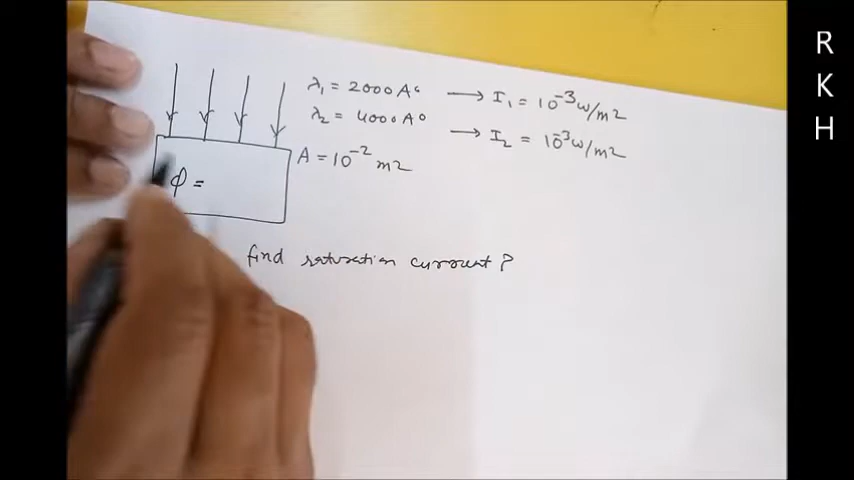 λ₁ = 2000 A° → I₁ = 10⁻³ w/m2
λ₂ = 4000 A° → I₂ = 10⁻³ w/m2
A = 10⁻² m2
φ =
find saturation current?
R
K
H